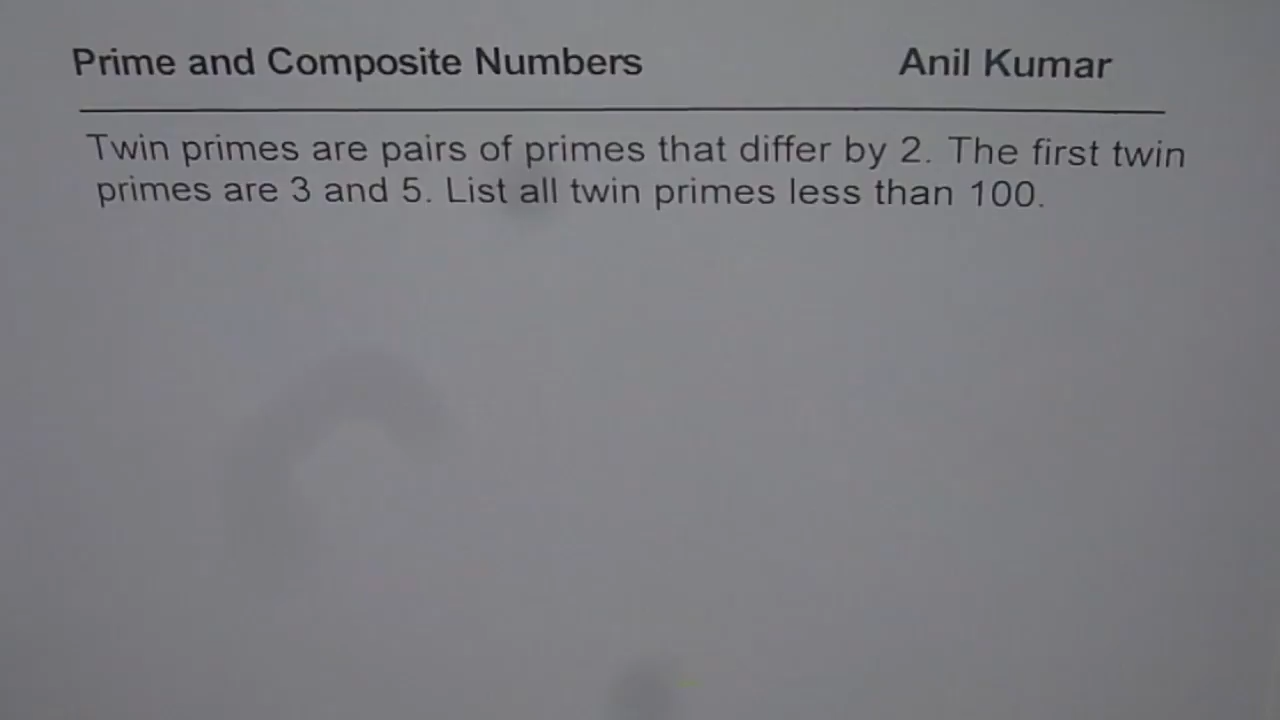 Prime and Composite Numbers Anil Kumar
Twin primes are pairs of primes that differ by 2. The first twin
primes are 3 and 5. List all twin primes less than 100.